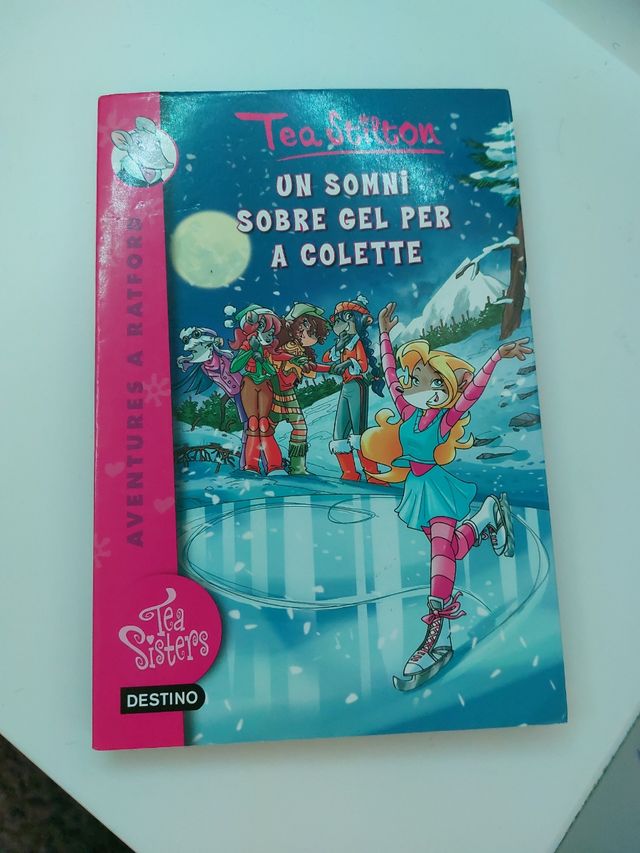 Tea Stilton
UN SOMNi
SOBRE GEL PER
A COLETTE
AVENTURES A RATFORD
Tea
Sisters
DESTINO